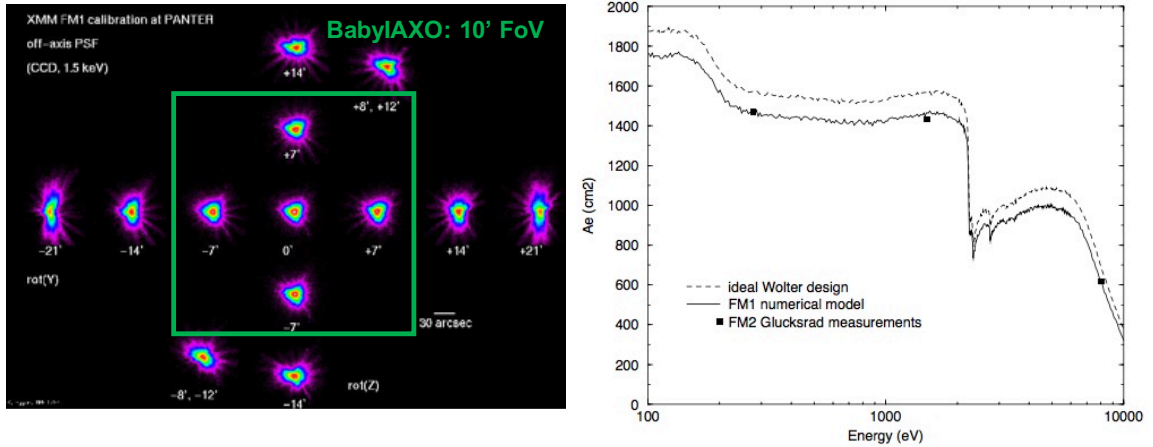 XMM FM1 calibration at PANTER
BabyIAXO: 10' FoV
off-axis PSF
(CCD, 1.5 keV)
+14'
+8', +12'
+7'
-21'
-14'
-7'
0'
+7'
+14'
+21'
rot(Y)
-7'
30 arcsec
-8', -12'
-14'
rot(Z)
2000
1800
1600
1400
1200
1000
800
600
400
200
0
Ae (cm2)
ideal Wolter design
FM1 numerical model
FM2 Glucksrad measurements
100
1000
10000
Energy (eV)